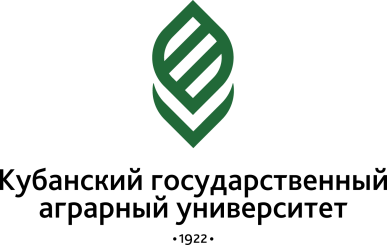 Кубанский государственный
аграрный университет
•1922•